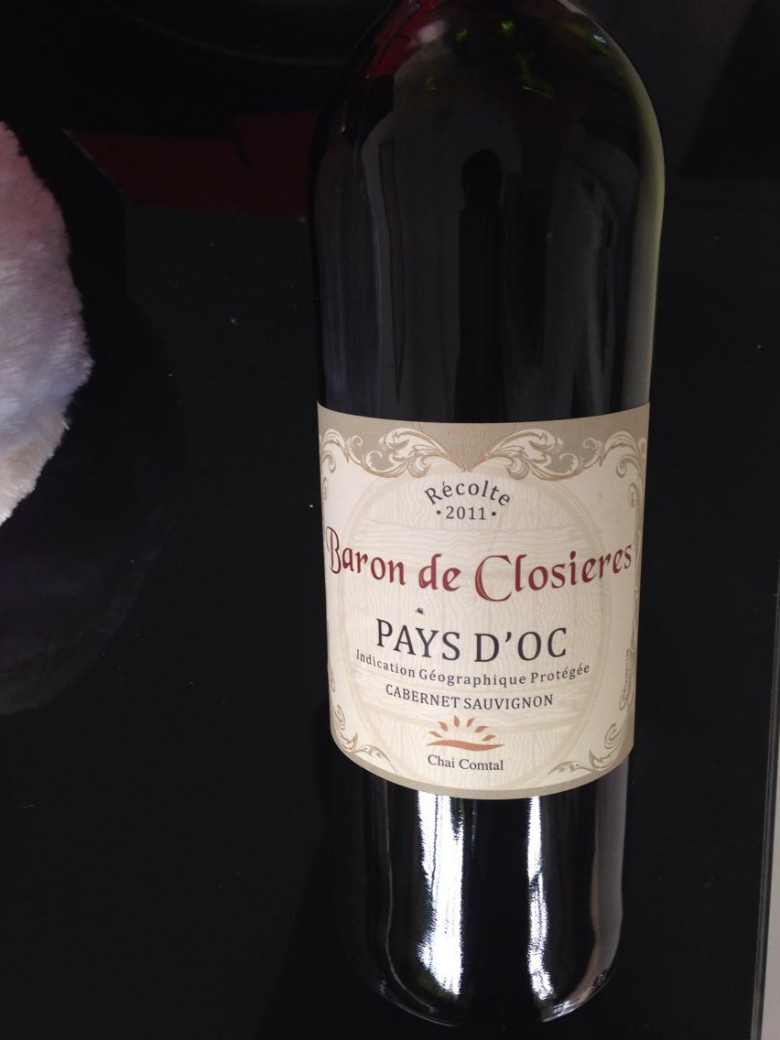 Récolte
•2011•
Baron de Closieres
PAYS D'OC
Indication Géographique Protégée
CABERNET SAUVIGNON
Chai Comtal